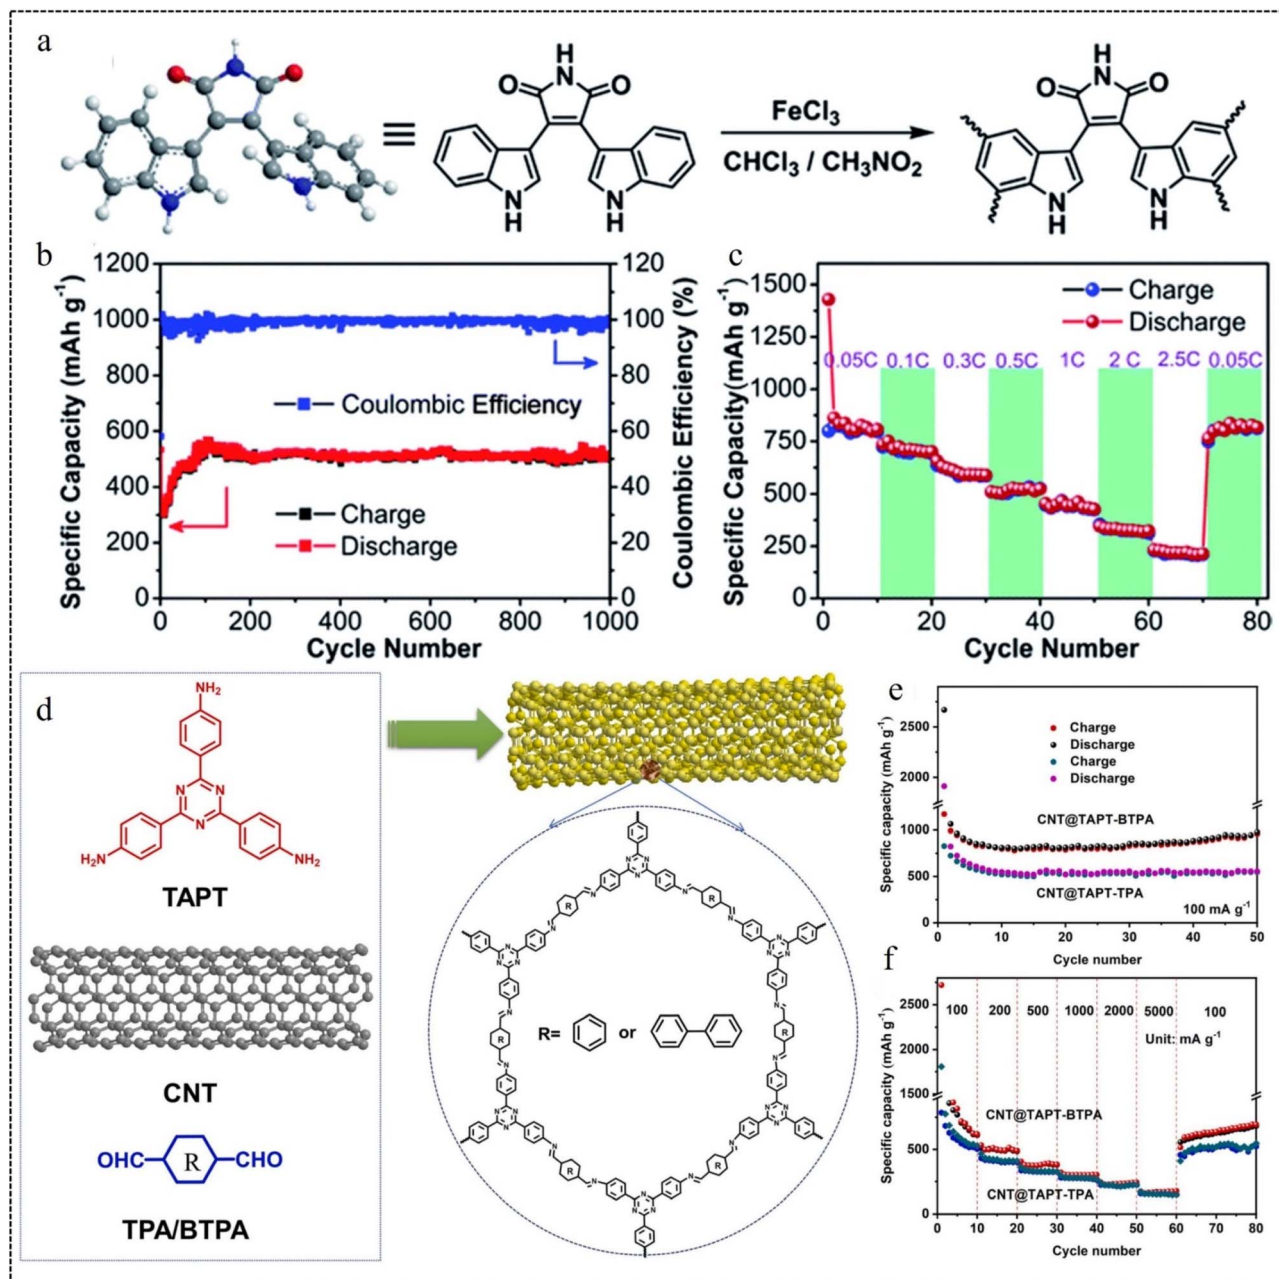 a
O
H
N
O
N
H
N
H
FeCl3
CHCl3 / CH3NO2
O
H
N
O
N
H
N
H
b
1200
1000
800
600
400
200
0
Specific Capacity (mAh g-1)
120
100
80
60
40
20
0
Coulombic Efficiency (%)
Coulombic Efficiency
Charge
Discharge
0
200
400
600
800
1000
Cycle Number
c
1500
1250
1000
750
500
250
0
Specific Capacity(mAh g-1)
Charge
Discharge
0.05C
0.1C
0.3C
0.5C
1C
2 C
2.5C
0.05C
0
20
40
60
80
Cycle Number
d
NH2
N
N
N
H2N
NH2
TAPT
CNT
OHC
R
CHO
TPA/BTPA
R=
or
e
2500
2000
1000
500
0
Specific capacity (mAh g-1)
Charge
Discharge
Charge
Discharge
CNT@TAPT-BTPA
CNT@TAPT-TPA
100 mA g-1
0
10
20
30
40
50
Cycle number
f
2500
2000
1500
500
0
Specific capacity (mAh g-1)
100
200
500
1000
2000
5000
100
Unit: mA g-1
CNT@TAPT-BTPA
CNT@TAPT-TPA
0
10
20
30
40
50
60
70
80
Cycle number